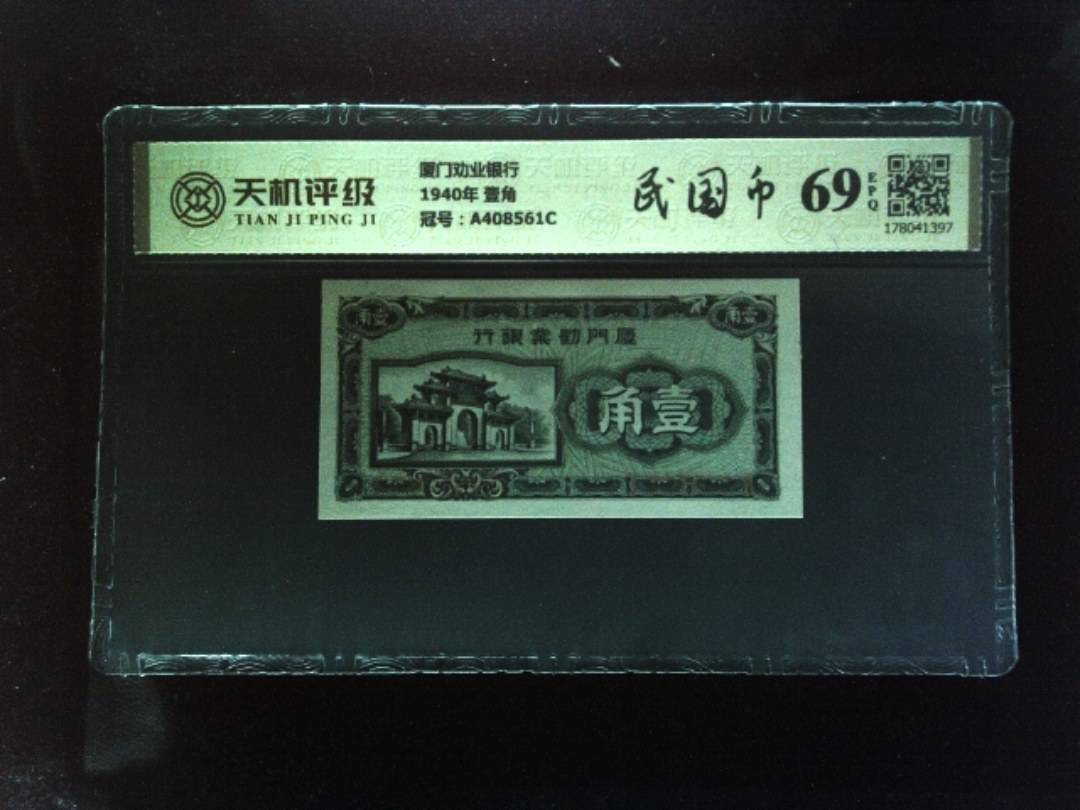 天机评级
TIAN JI PING JI
厦门劝业银行
1940年 壹角
冠号：A408561C
民国币
69
EPQ
178041397
壹角
壹角
厦門勸業銀行
壹角